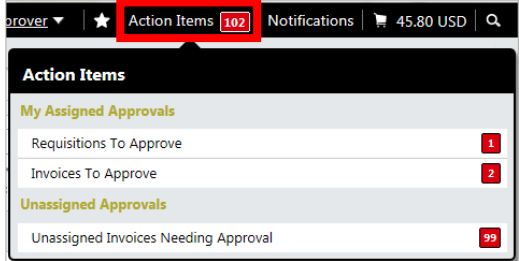 prover ▼ | ★ Action Items 102 Notifications | 45.80 USD |
Action Items
My Assigned Approvals
Requisitions To Approve 1
Invoices To Approve 2
Unassigned Approvals
Unassigned Invoices Needing Approval 99